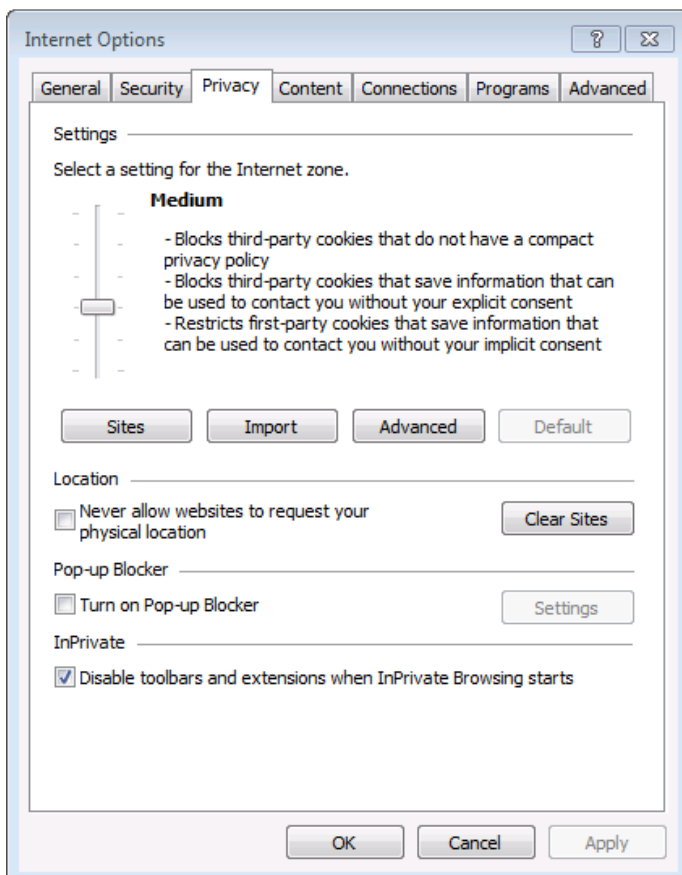 Internet Options
General Security Privacy Content Connections Programs Advanced
Settings
Select a setting for the Internet zone.
Medium
- Blocks third-party cookies that do not have a compact
privacy policy
- Blocks third-party cookies that save information that can
be used to contact you without your explicit consent
- Restricts first-party cookies that save information that
can be used to contact you without your implicit consent
Sites Import Advanced Default
Location
Never allow websites to request your
physical location
Clear Sites
Pop-up Blocker
Turn on Pop-up Blocker
Settings
InPrivate
Disable toolbars and extensions when InPrivate Browsing starts
OK Cancel Apply